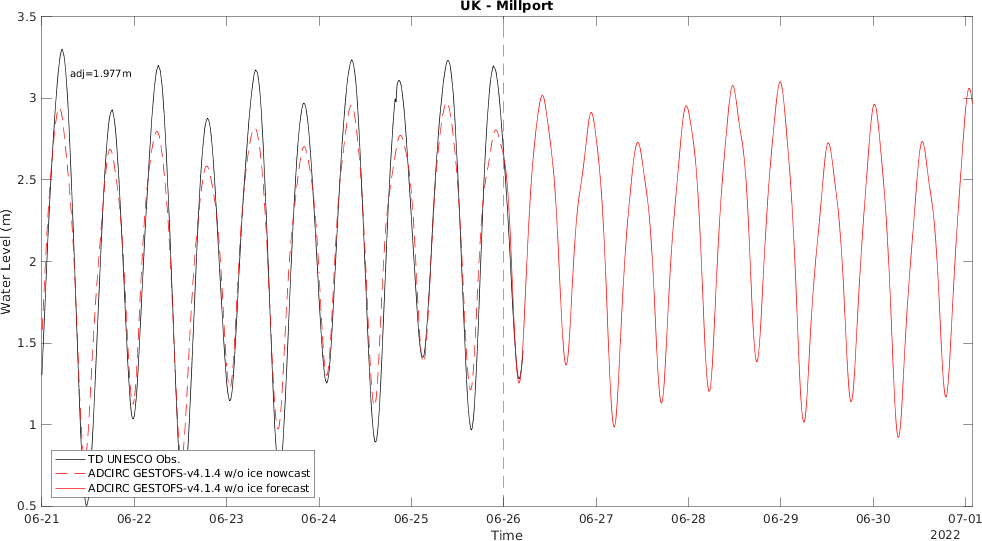 UK - Millport
3.5
3
2.5
2
1.5
1
0.5
Water Level (m)
adj=1.977m
TD UNESCO Obs.
ADCIRC GESTOFS-v4.1.4 w/o ice nowcast
ADCIRC GESTOFS-v4.1.4 w/o ice forecast
06-21 06-22 06-23 06-24 06-25 06-26 06-27 06-28 06-29 06-30 07-01
Time
2022